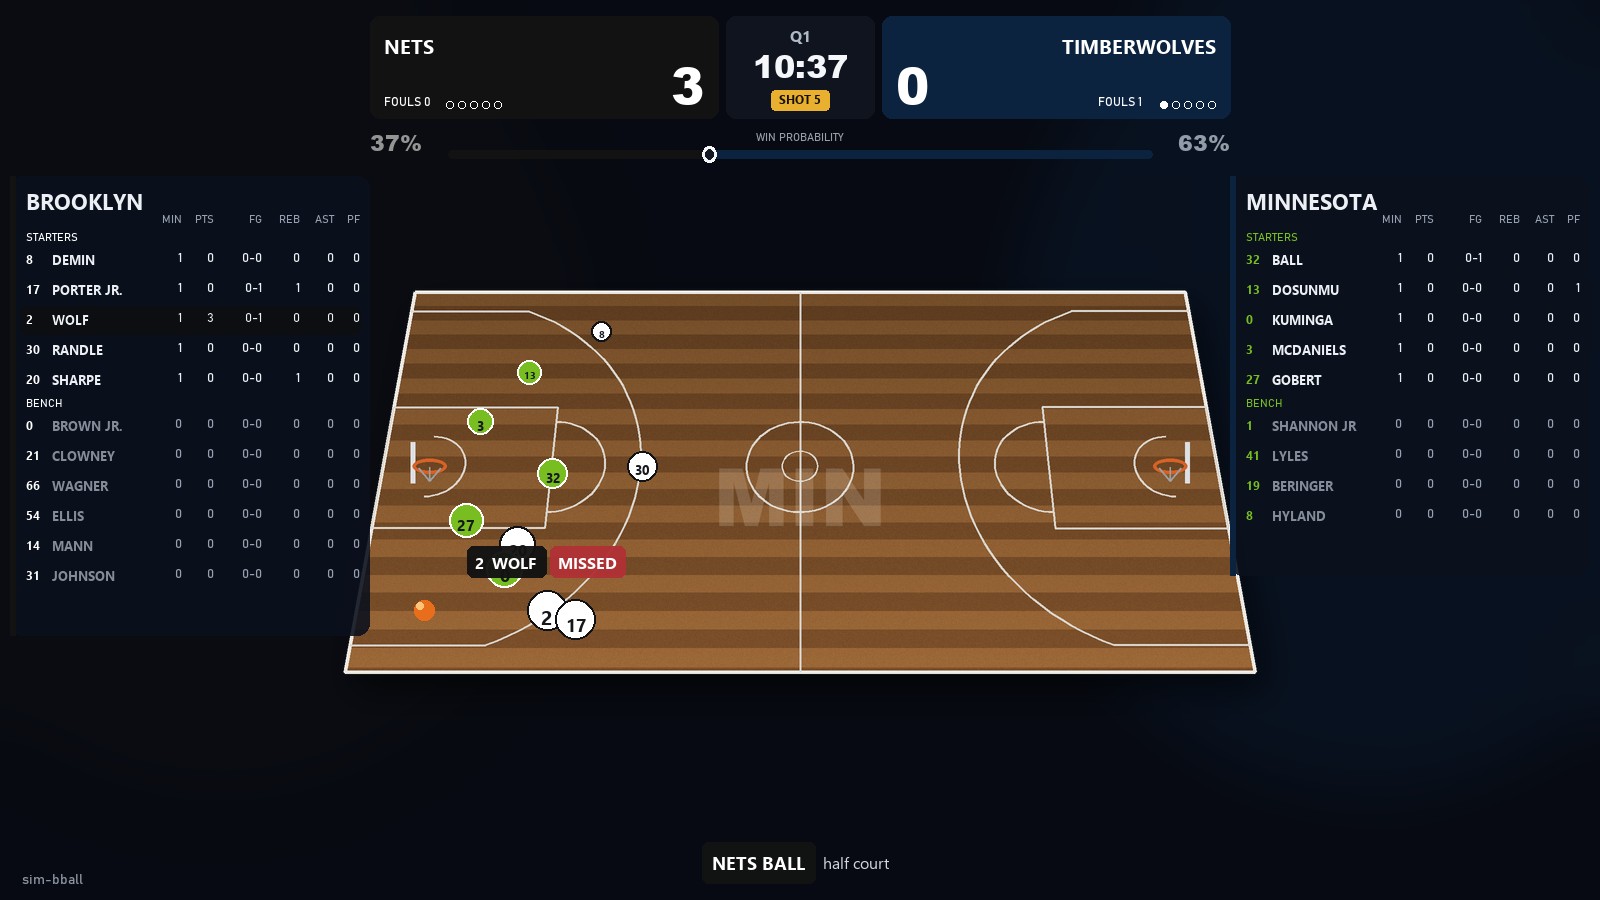 NETS
3
FOULS 0
Q1
10:37
SHOT 5
TIMBERWOLVES
0
FOULS 1
37%
WIN PROBABILITY
63%
BROOKLYN
MIN PTS FG REB AST PF
STARTERS
8 DEMIN 1 0 0-0 0 0 0
17 PORTER JR. 1 0 0-1 1 0 0
2 WOLF 1 3 0-1 0 0 0
30 RANDLE 1 0 0-0 0 0 0
20 SHARPE 1 0 0-0 1 0 0
BENCH
0 BROWN JR. 0 0 0-0 0 0 0
21 CLOWNEY 0 0 0-0 0 0 0
66 WAGNER 0 0 0-0 0 0 0
54 ELLIS 0 0 0-0 0 0 0
14 MANN 0 0 0-0 0 0 0
31 JOHNSON 0 0 0-0 0 0 0
MINNESOTA
MIN PTS FG REB AST PF
STARTERS
32 BALL 1 0 0-1 0 0 0
13 DOSUNMU 1 0 0-0 0 0 1
0 KUMINGA 1 0 0-0 0 0 0
3 MCDANIELS 1 0 0-0 0 0 0
27 GOBERT 1 0 0-0 0 0 0
BENCH
1 SHANNON JR 0 0 0-0 0 0 0
41 LYLES 0 0 0-0 0 0 0
19 BERINGER 0 0 0-0 0 0 0
8 HYLAND 0 0 0-0 0 0 0
8
13
3
30
32
MIN
27
2 WOLF MISSED
2
17
NETS BALL half court
sim-bball